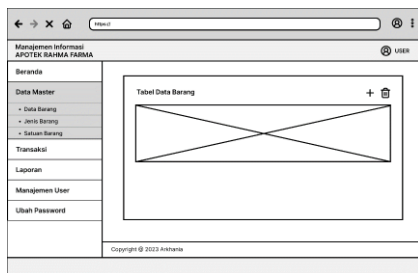 https://
Manajemen Informasi
APOTEK RAHMA FARMA
USER
Beranda
Data Master
• Data Barang
• Jenis Barang
• Satuan Barang
Transaksi
Laporan
Manajemen User
Ubah Password
Tabel Data Barang
Copyright @ 2023 Arkhania